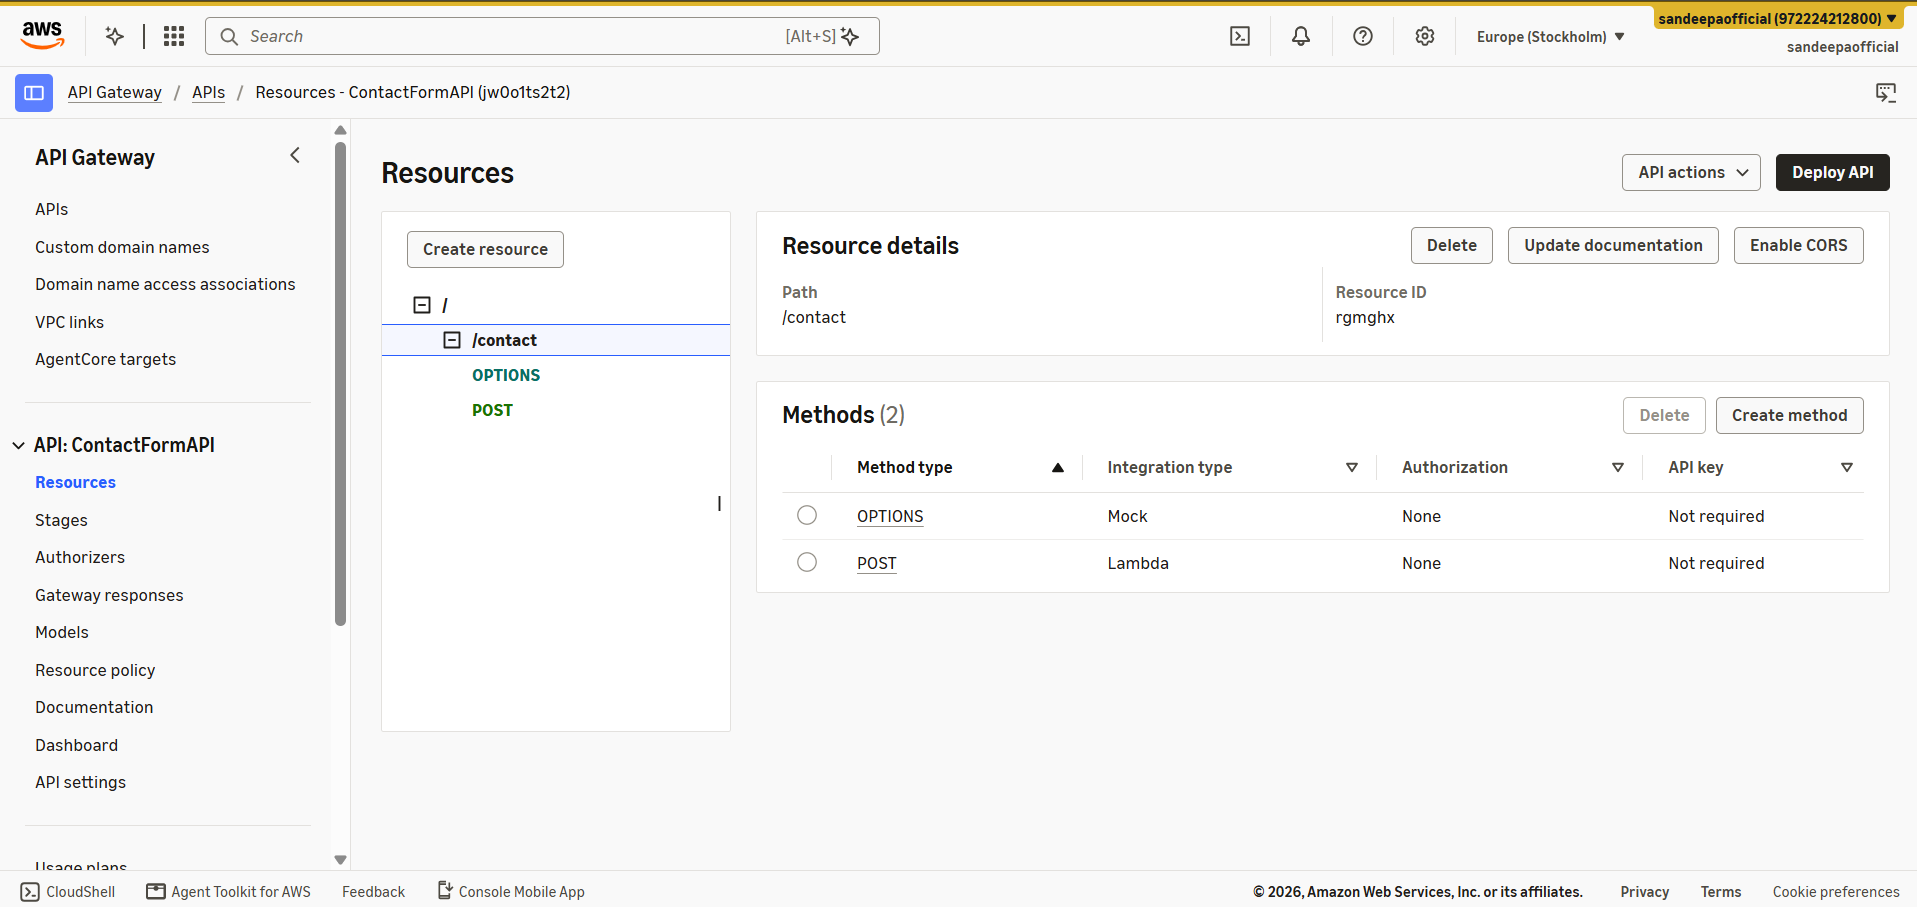 aws
Search
[Alt+S]
Europe (Stockholm)
sandeepaofficial (972224212800)
sandeepaofficial
API Gateway / APIs / Resources - ContactFormAPI (jw0o1ts2t2)
API Gateway
APIs
Custom domain names
Domain name access associations
VPC links
AgentCore targets
API: ContactFormAPI
Resources
Stages
Authorizers
Gateway responses
Models
Resource policy
Documentation
Dashboard
API settings
Usage plans
Resources
API actions
Deploy API
Create resource
/
/contact
OPTIONS
POST
Resource details
Delete
Update documentation
Enable CORS
Path
/contact
Resource ID
rgmghx
Methods (2)
Delete
Create method
Method type Integration type Authorization API key
OPTIONS Mock None Not required
POST Lambda None Not required
CloudShell
Agent Toolkit for AWS
Feedback
Console Mobile App
© 2026, Amazon Web Services, Inc. or its affiliates.
Privacy
Terms
Cookie preferences